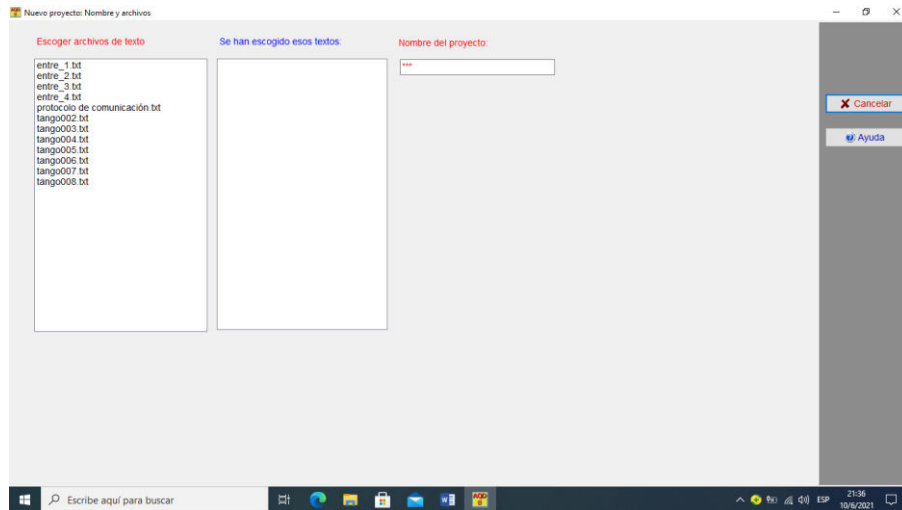 Nuevo proyecto: Nombre y archivos
Escoger archivos de texto
Se han escogido esos textos:
Nombre del proyecto:
entre_1.txt
entre_2.txt
entre_3.txt
entre_4.txt
protocolo de comunicación.txt
tango002.txt
tango003.txt
tango004.txt
tango005.txt
tango006.txt
tango007.txt
tango008.txt
***
Cancelar
Ayuda
Escribe aquí para buscar
ESP
21:36
10/6/2021